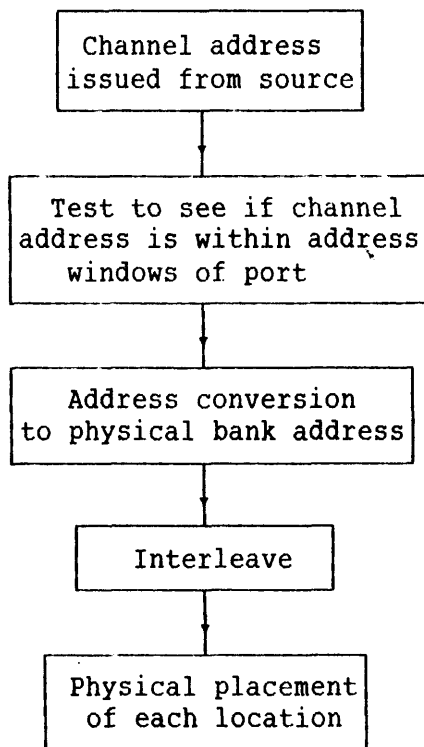 Channel address
issued from source
Test to see if channel
address is within address
windows of port
Address conversion
to physical bank address
Interleave
Physical placement
of each location